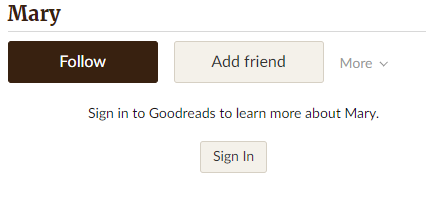 Mary
Follow Add friend More
Sign in to Goodreads to learn more about Mary.
Sign In